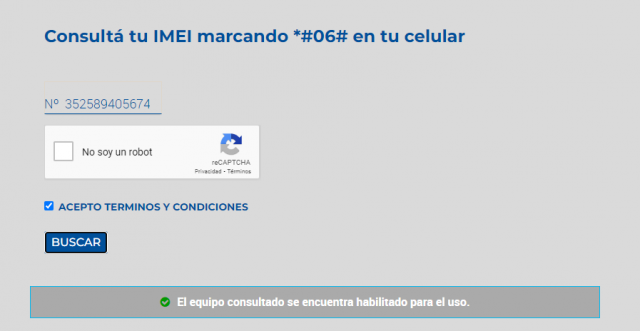 Consultá tu IMEI marcando *#06# en tu celular
Nº 352589405674
No soy un robot
reCAPTCHA
Privacidad - Términos
ACEPTO TERMINOS Y CONDICIONES
BUSCAR
El equipo consultado se encuentra habilitado para el uso.